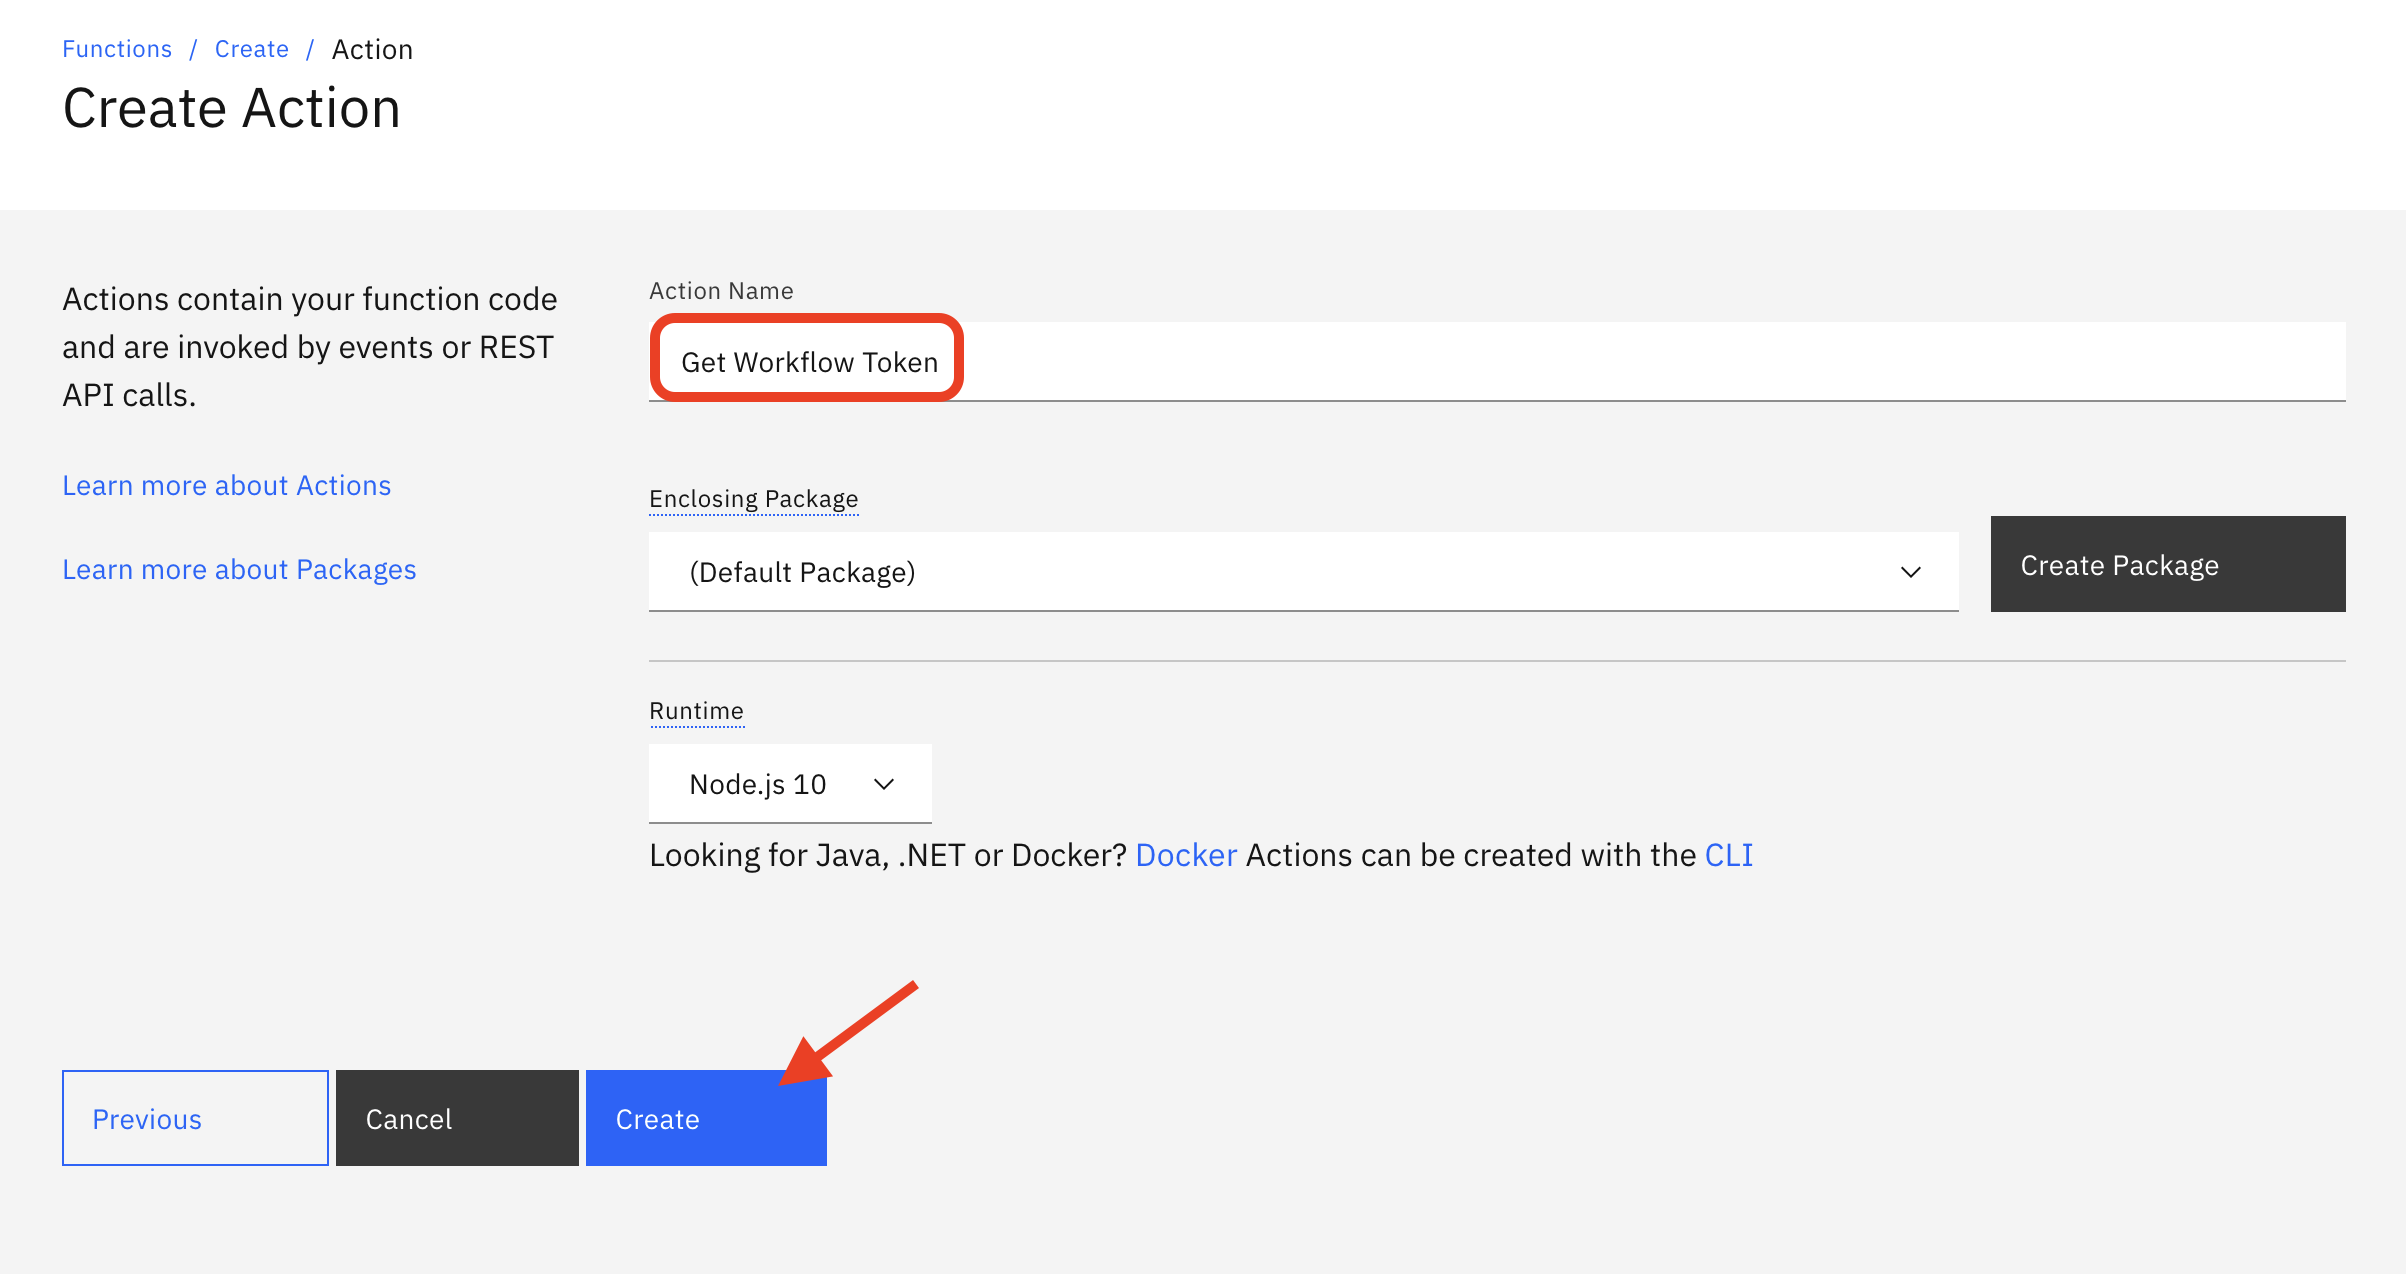 Functions / Create / Action
Create Action
Actions contain your function code
and are invoked by events or REST
API calls.
Learn more about Actions
Learn more about Packages
Action Name
Get Workflow Token
Enclosing Package
(Default Package)
Create Package
Runtime
Node.js 10
Looking for Java, .NET or Docker? Docker Actions can be created with the CLI
Previous
Cancel
Create